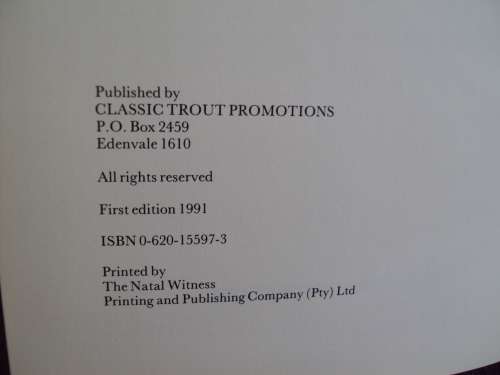 Published by
CLASSIC TROUT PROMOTIONS
P.O. Box 2459
Edenvale 1610
All rights reserved
First edition 1991
ISBN 0-620-15597-3
Printed by
The Natal Witness
Printing and Publishing Company (Pty) Ltd